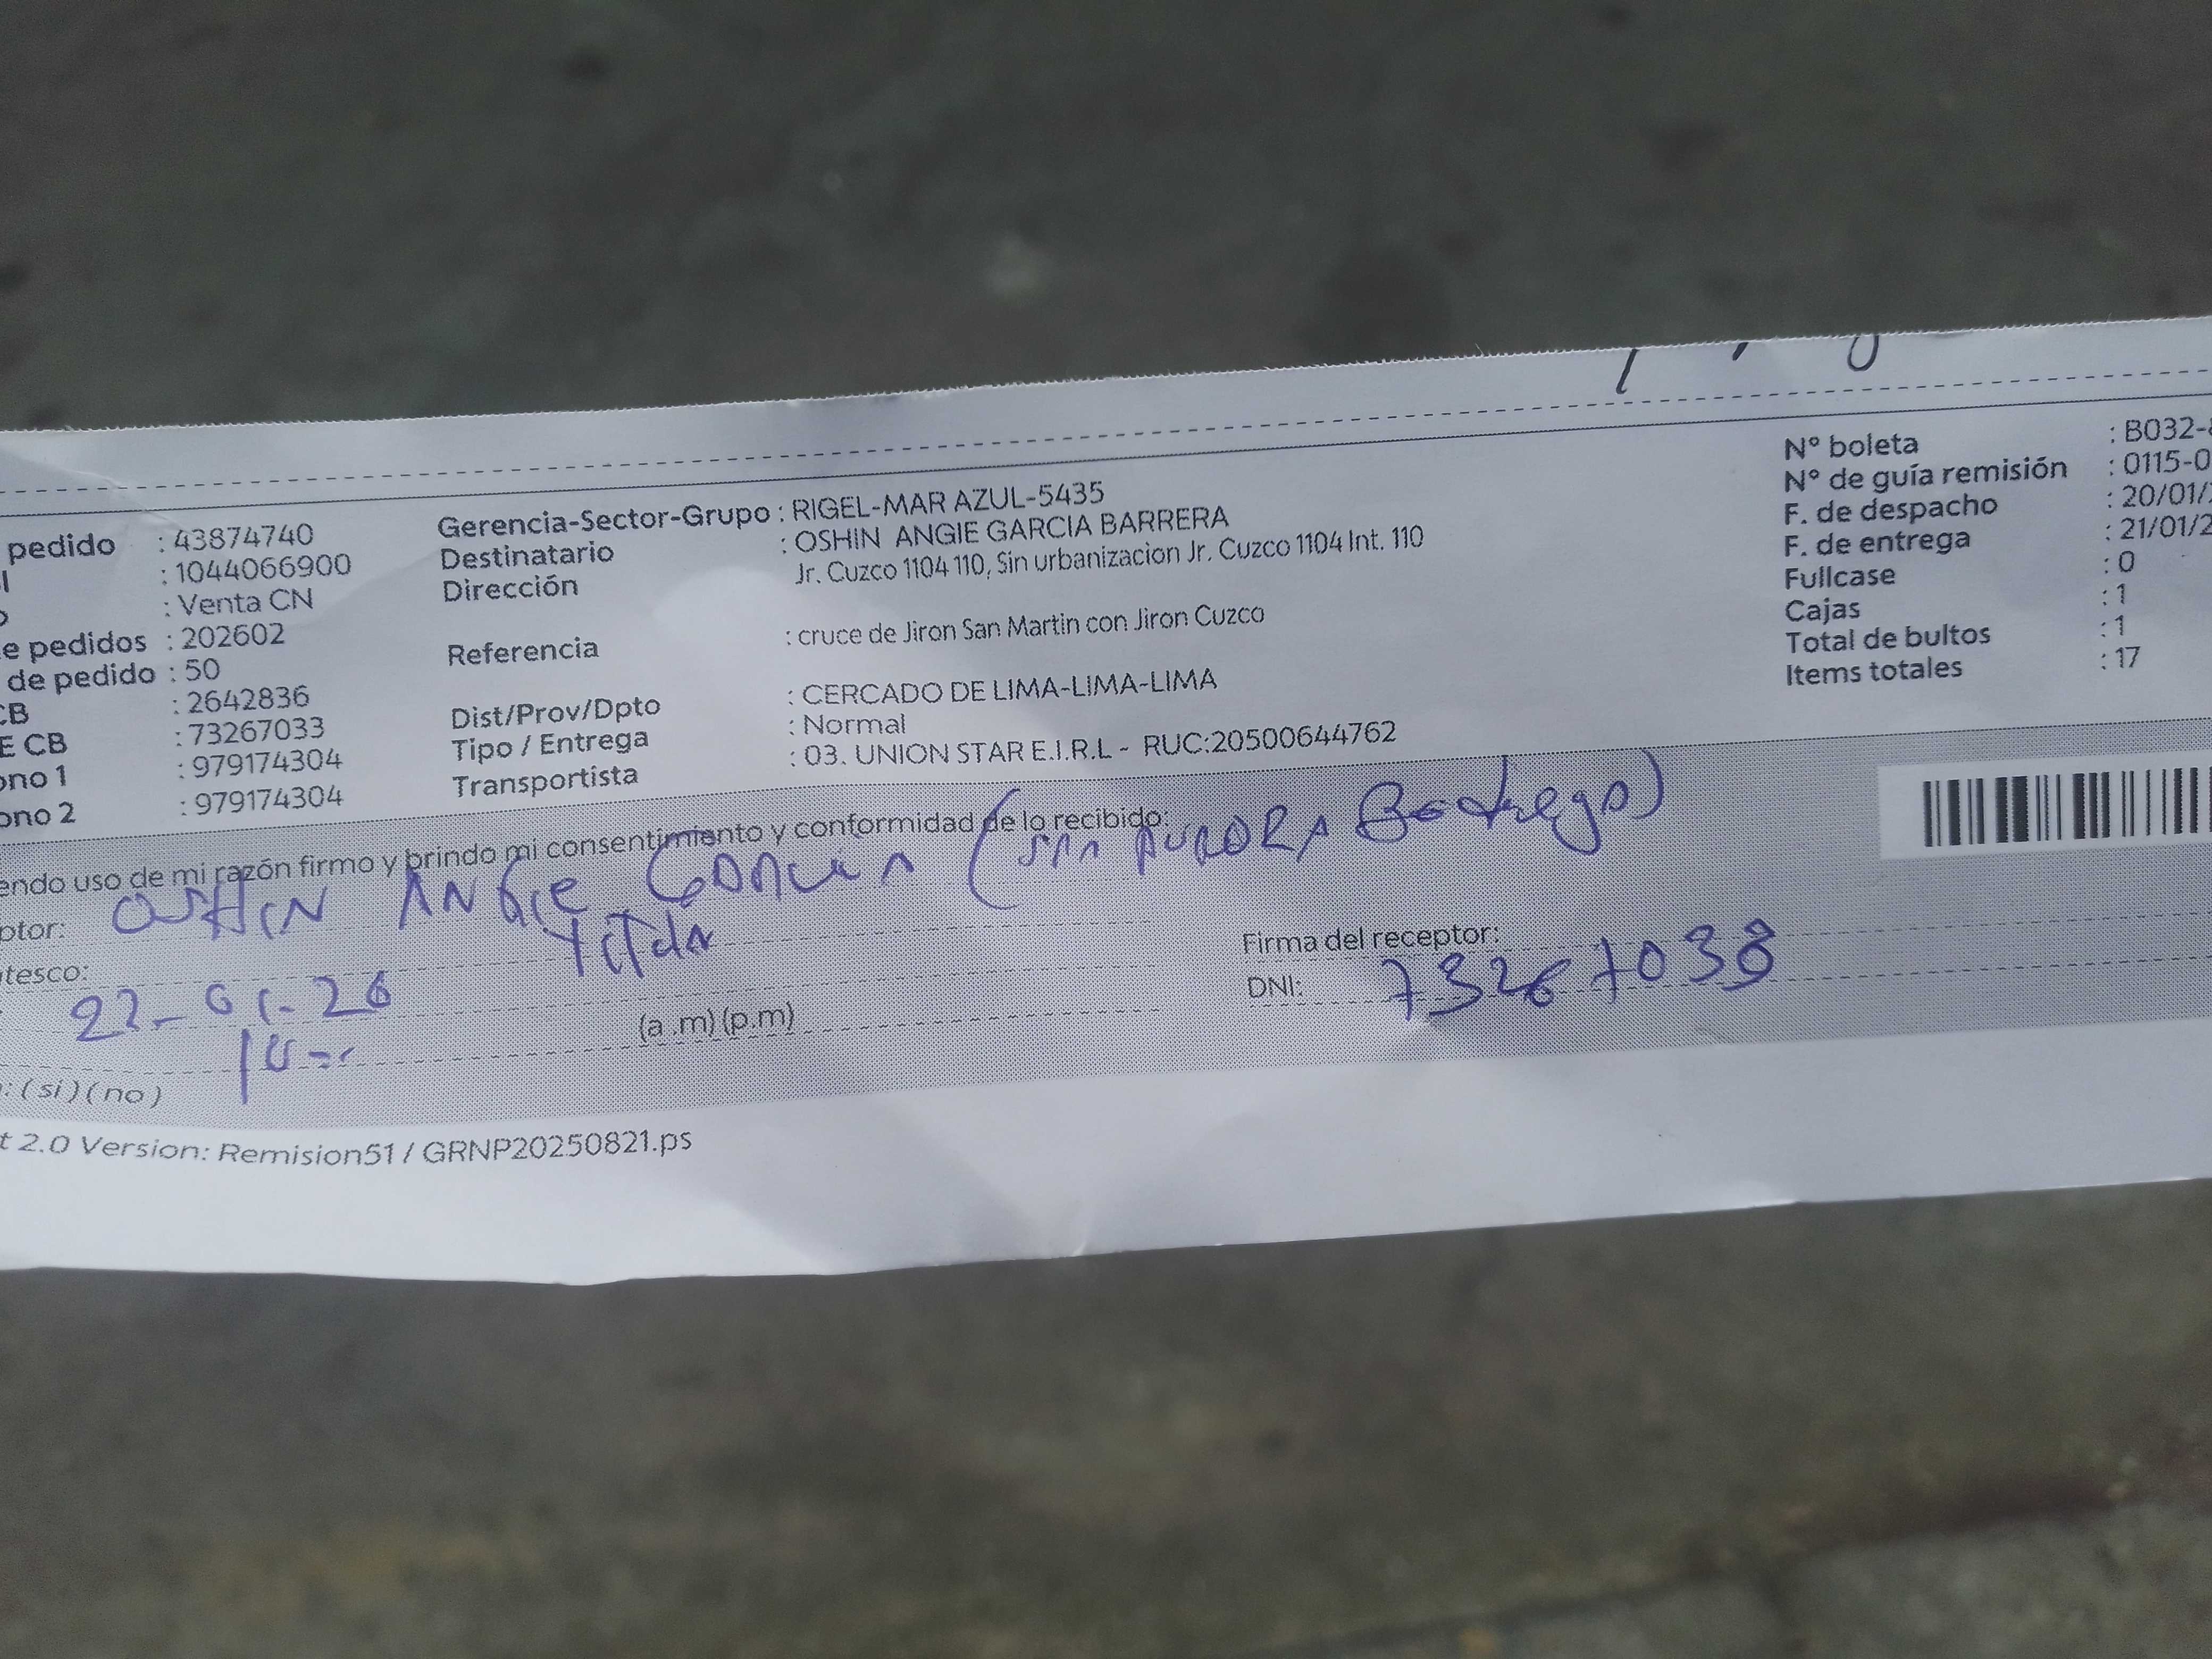 pedido : 43874740
: 1044066900
: Venta CN
e pedidos : 202602
de pedido : 50
CB : 2642836
E CB : 73267033
ono 1 : 979174304
ono 2 : 979174304
Gerencia-Sector-Grupo : RIGEL-MAR AZUL-5435
Destinatario : OSHIN ANGIE GARCIA BARRERA
Dirección Jr. Cuzco 1104 110, Sin urbanizacion Jr. Cuzco 1104 Int. 110
Referencia : cruce de Jiron San Martin con Jiron Cuzco
Dist/Prov/Dpto : CERCADO DE LIMA-LIMA-LIMA
Tipo / Entrega : Normal
Transportista : 03. UNION STAR E.I.R.L - RUC:20500644762
N° boleta : B032-
N° de guía remisión : 0115-0
F. de despacho : 20/01/
F. de entrega : 21/01/2
Fullcase : 0
Cajas : 1
Total de bultos : 1
Items totales : 17
endo uso de mi razón firmo y brindo mi consentimiento y conformidad de lo recibido:
ptor: OSHIN ANGIE AURORA
tesco:
(a .m) (p.m)
: (si) (no)
Firma del receptor:
DNI:
t 2.0 Version: Remision51 / GRNP20250821.ps